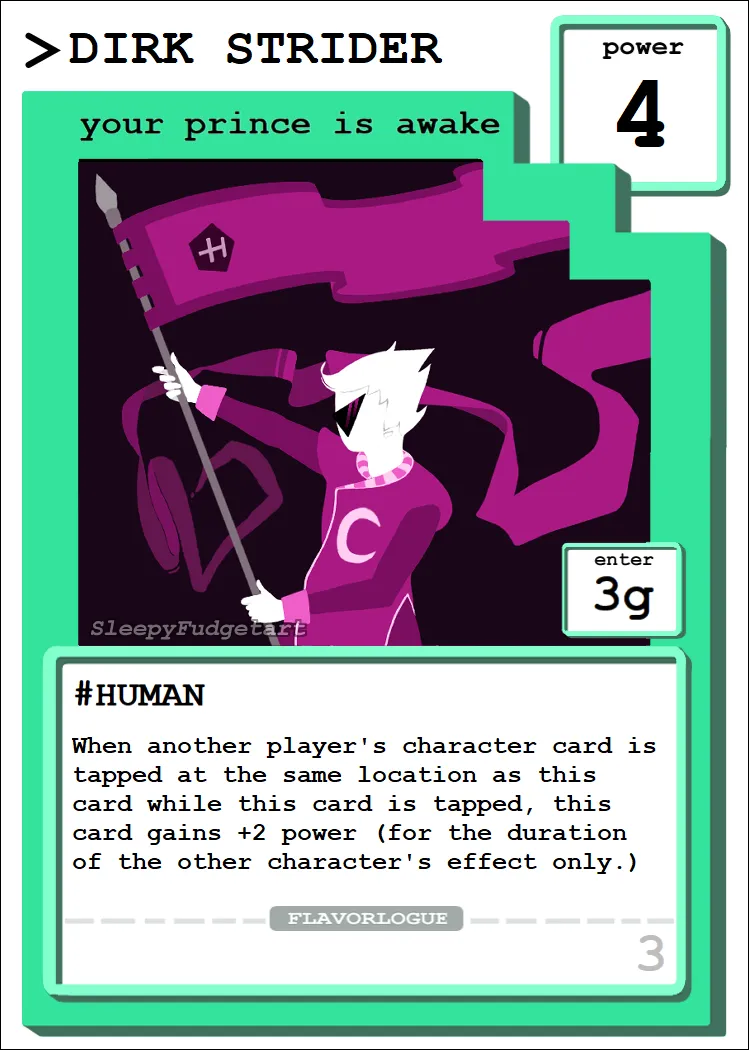 >DIRK STRIDER
power
4
your prince is awake
SleepyFudgetart
enter
3g
#HUMAN
When another player's character card is
tapped at the same location as this
card while this card is tapped, this
card gains +2 power (for the duration
of the other character's effect only.)
FLAVORLOGUE
3